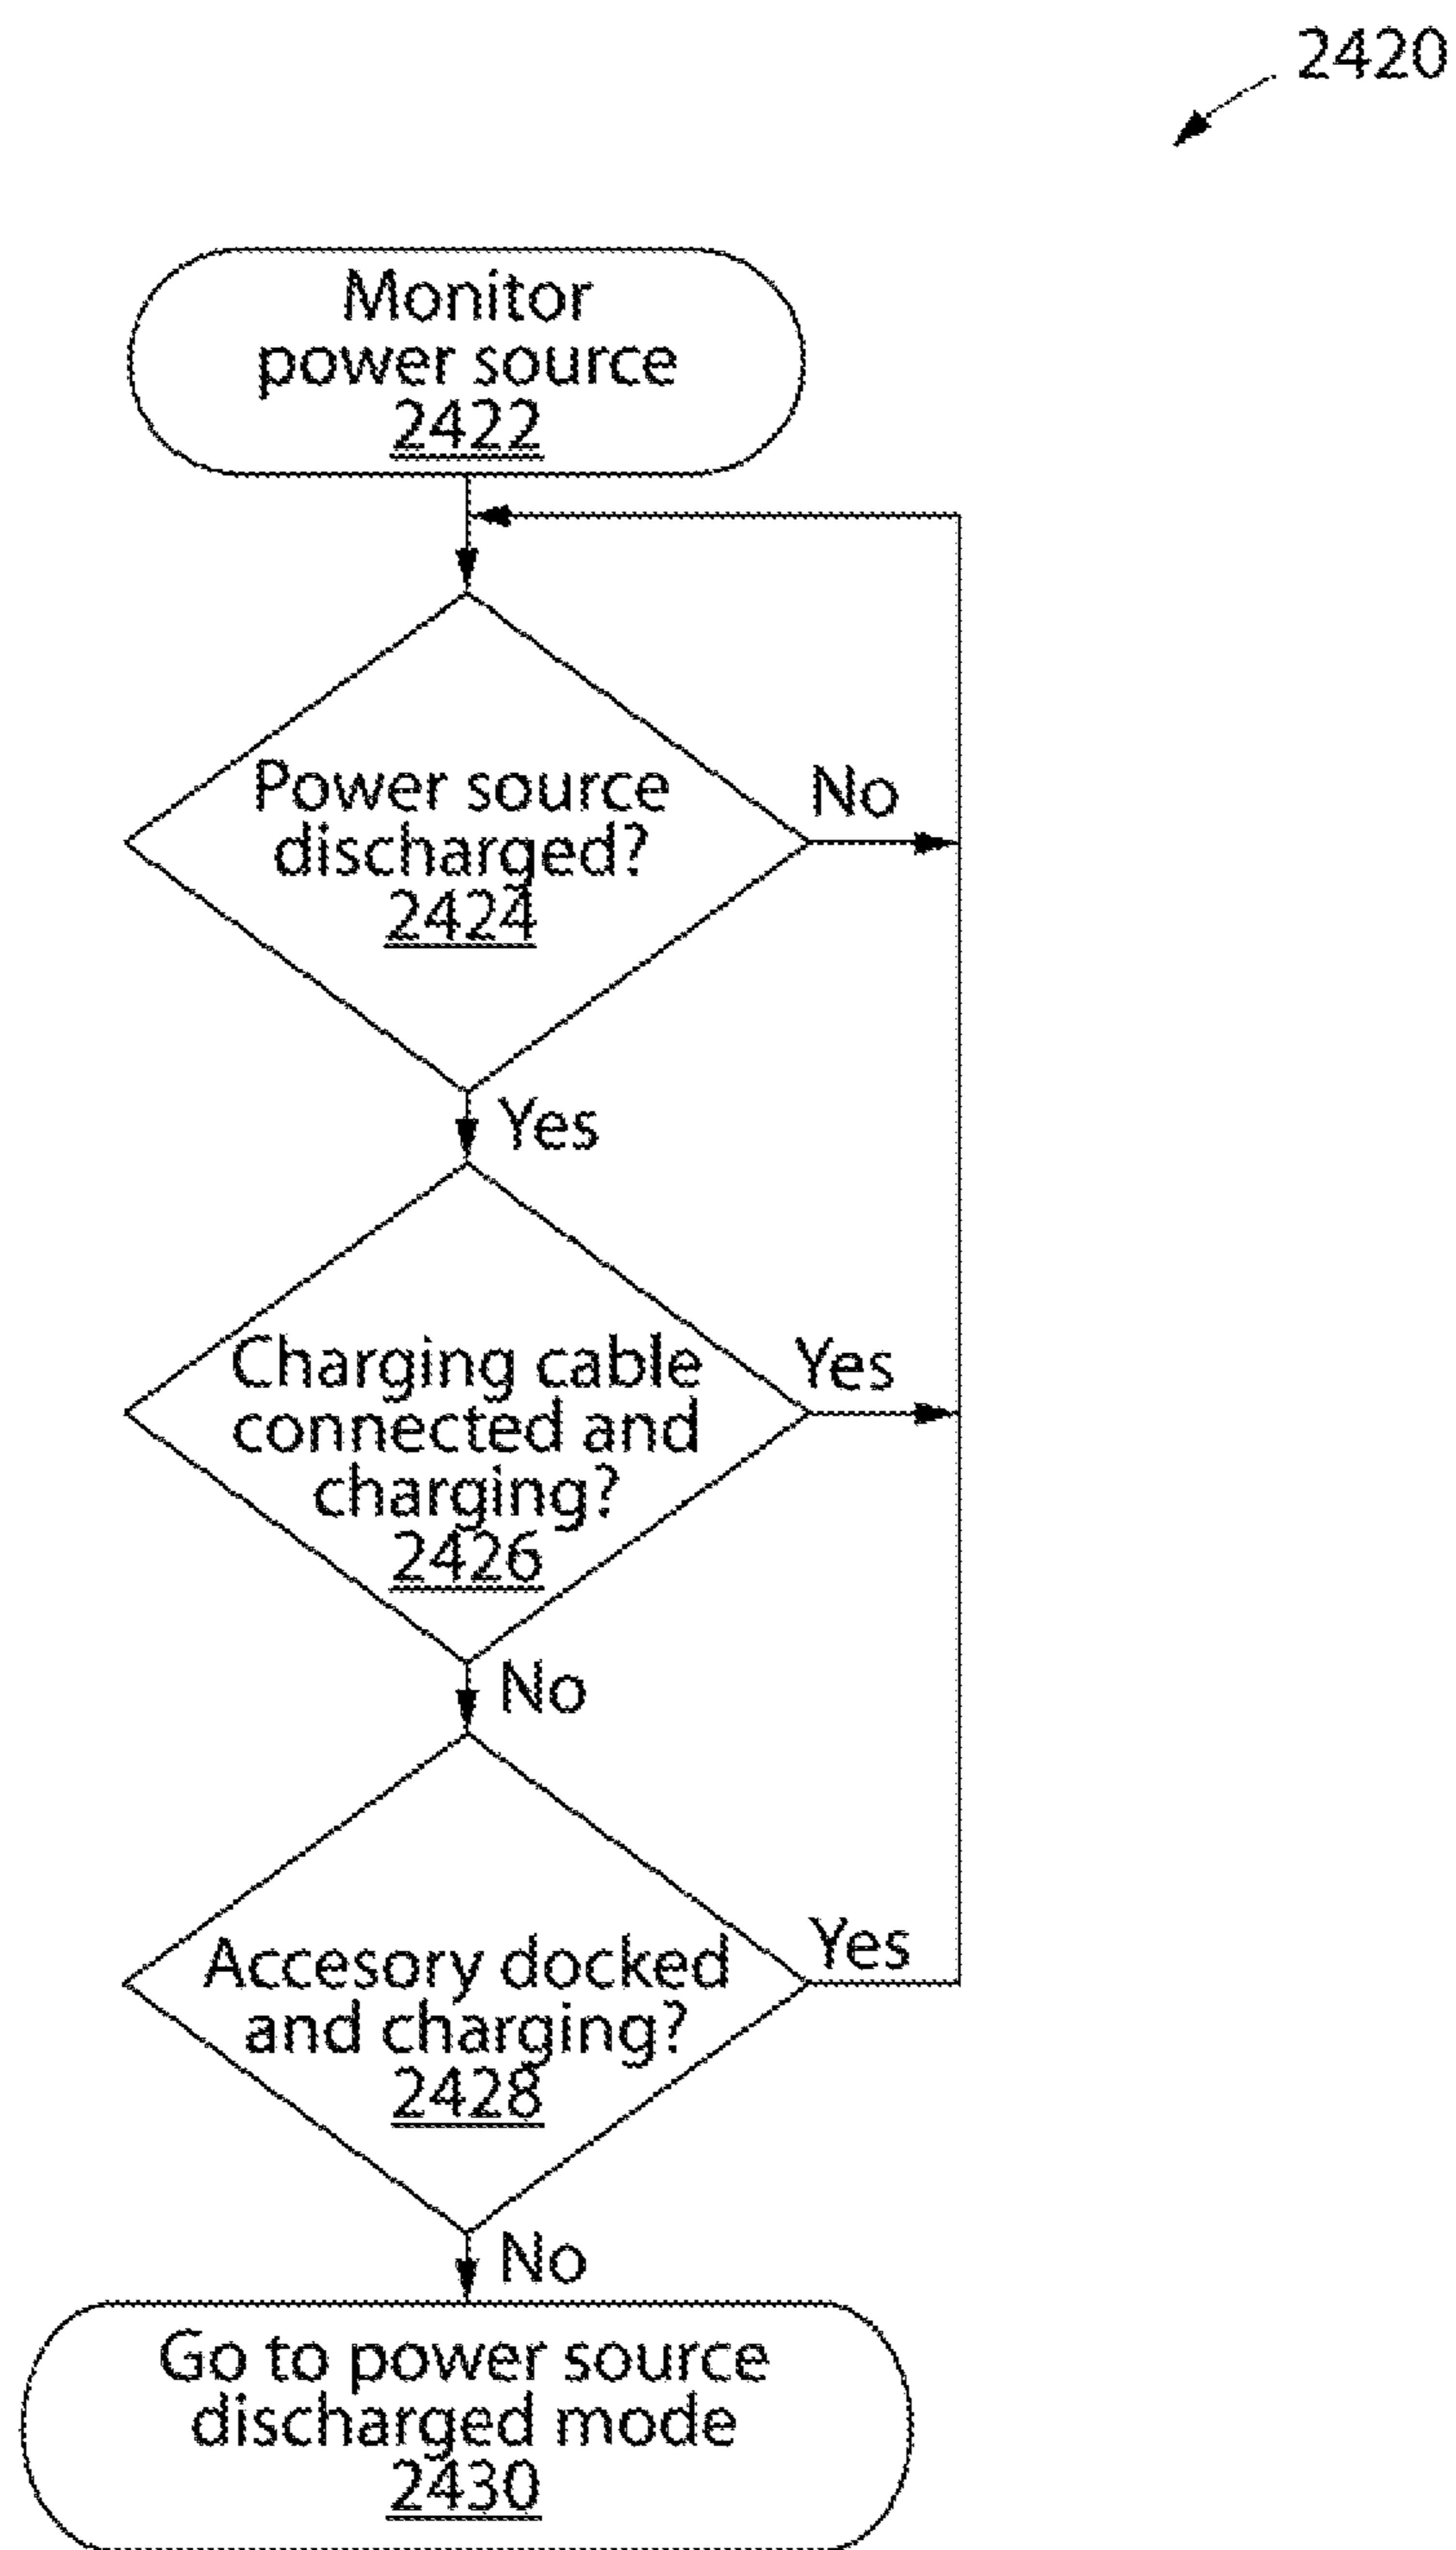 2420
Monitor
power source
2422
Power source
discharged?
2424
No
Yes
Charging cable
connected and
charging?
2426
Yes
No
Accesory docked
and charging?
2428
Yes
No
Go to power source
discharged mode
2430